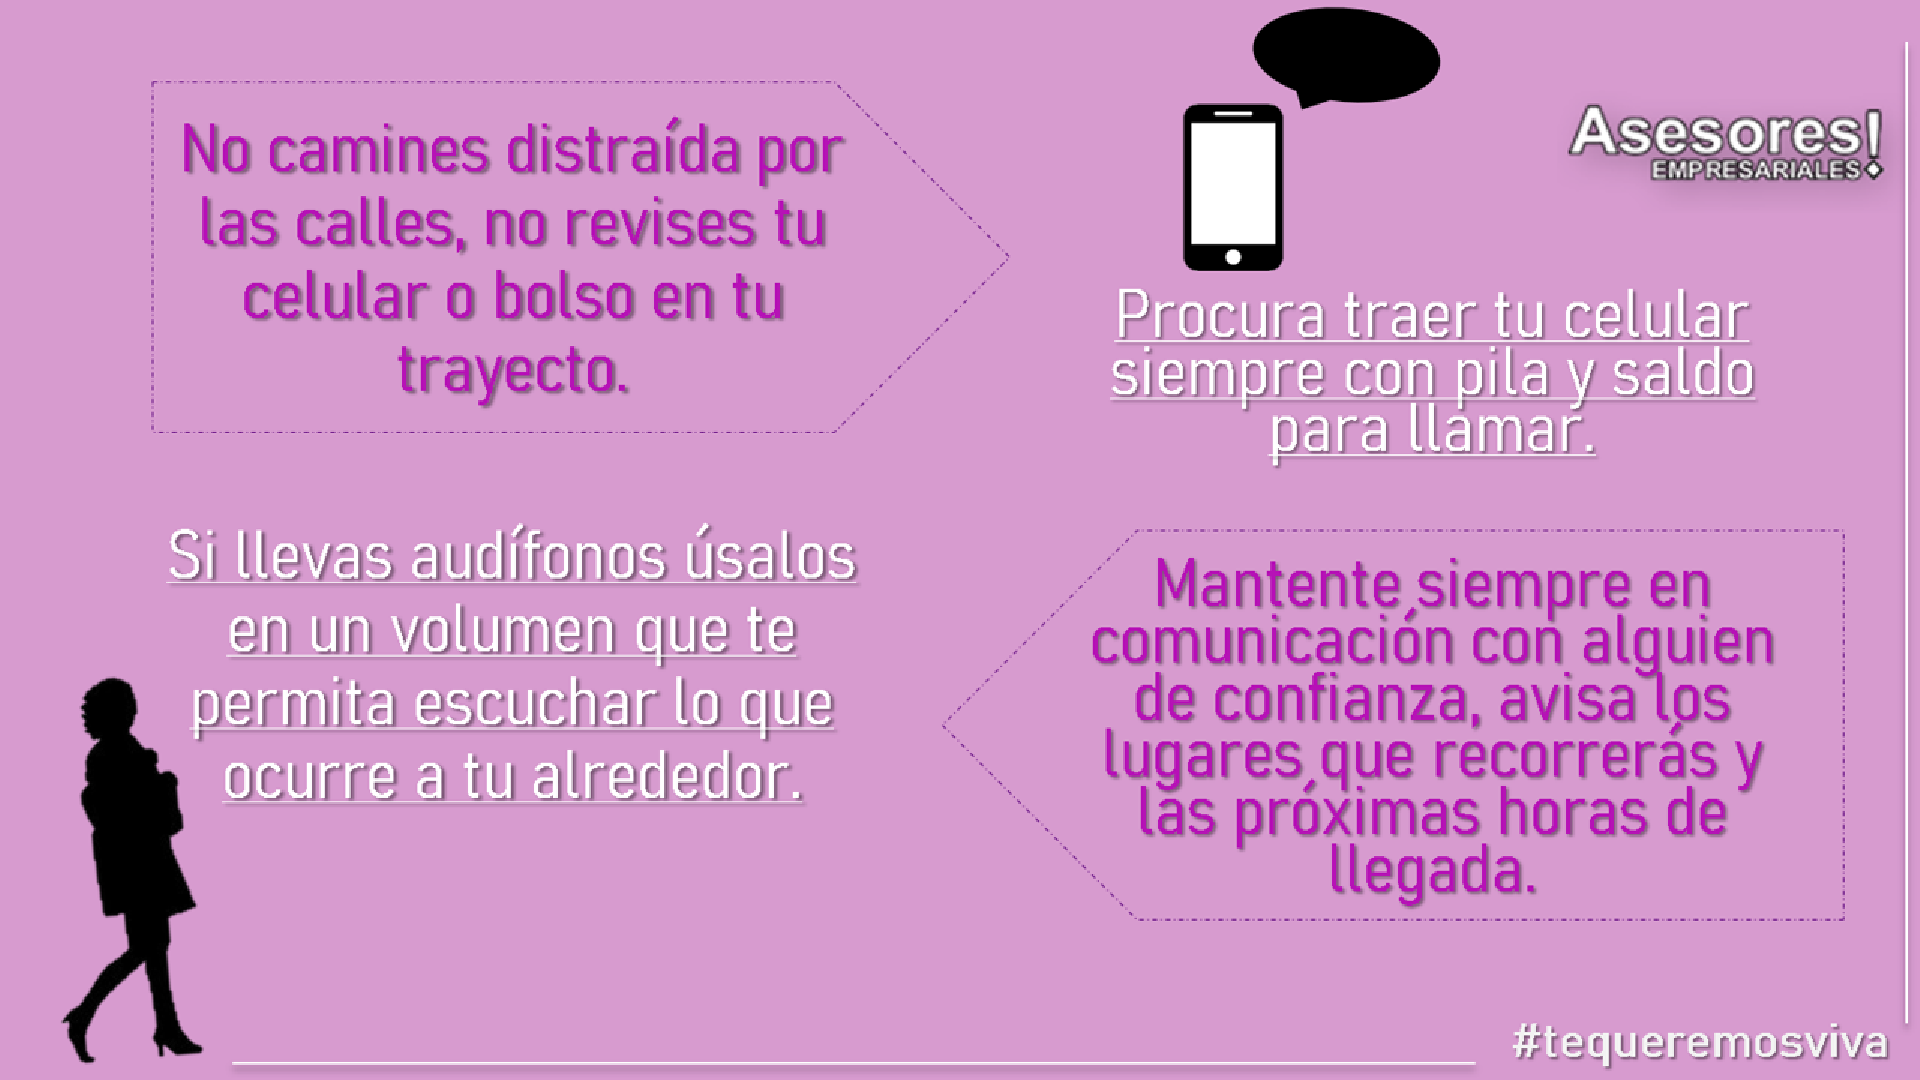 No camines distraída por
las calles, no revises tu
celular o bolso en tu
trayecto.
Asesores!
EMPRESARIALES
Procura traer tu celular
siempre con pila y saldo
para llamar.
Si llevas audífonos úsalos
en un volumen que te
permita escuchar lo que
ocurre a tu alrededor.
Mantente siempre en
comunicación con alguien
de confianza, avisa los
lugares que recorrerás y
las próximas horas de
llegada.
#tequeremosviva